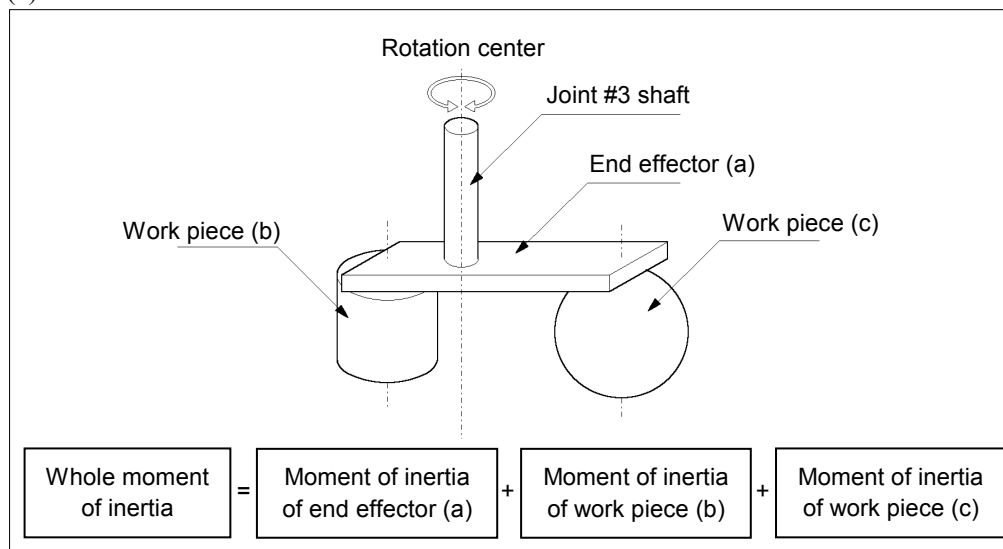 Rotation center
Joint #3 shaft
End effector (a)
Work piece (b)
Work piece (c)
Whole moment
of inertia
=
Moment of inertia
of end effector (a)
+
Moment of inertia
of work piece (b)
+
Moment of inertia
of work piece (c)